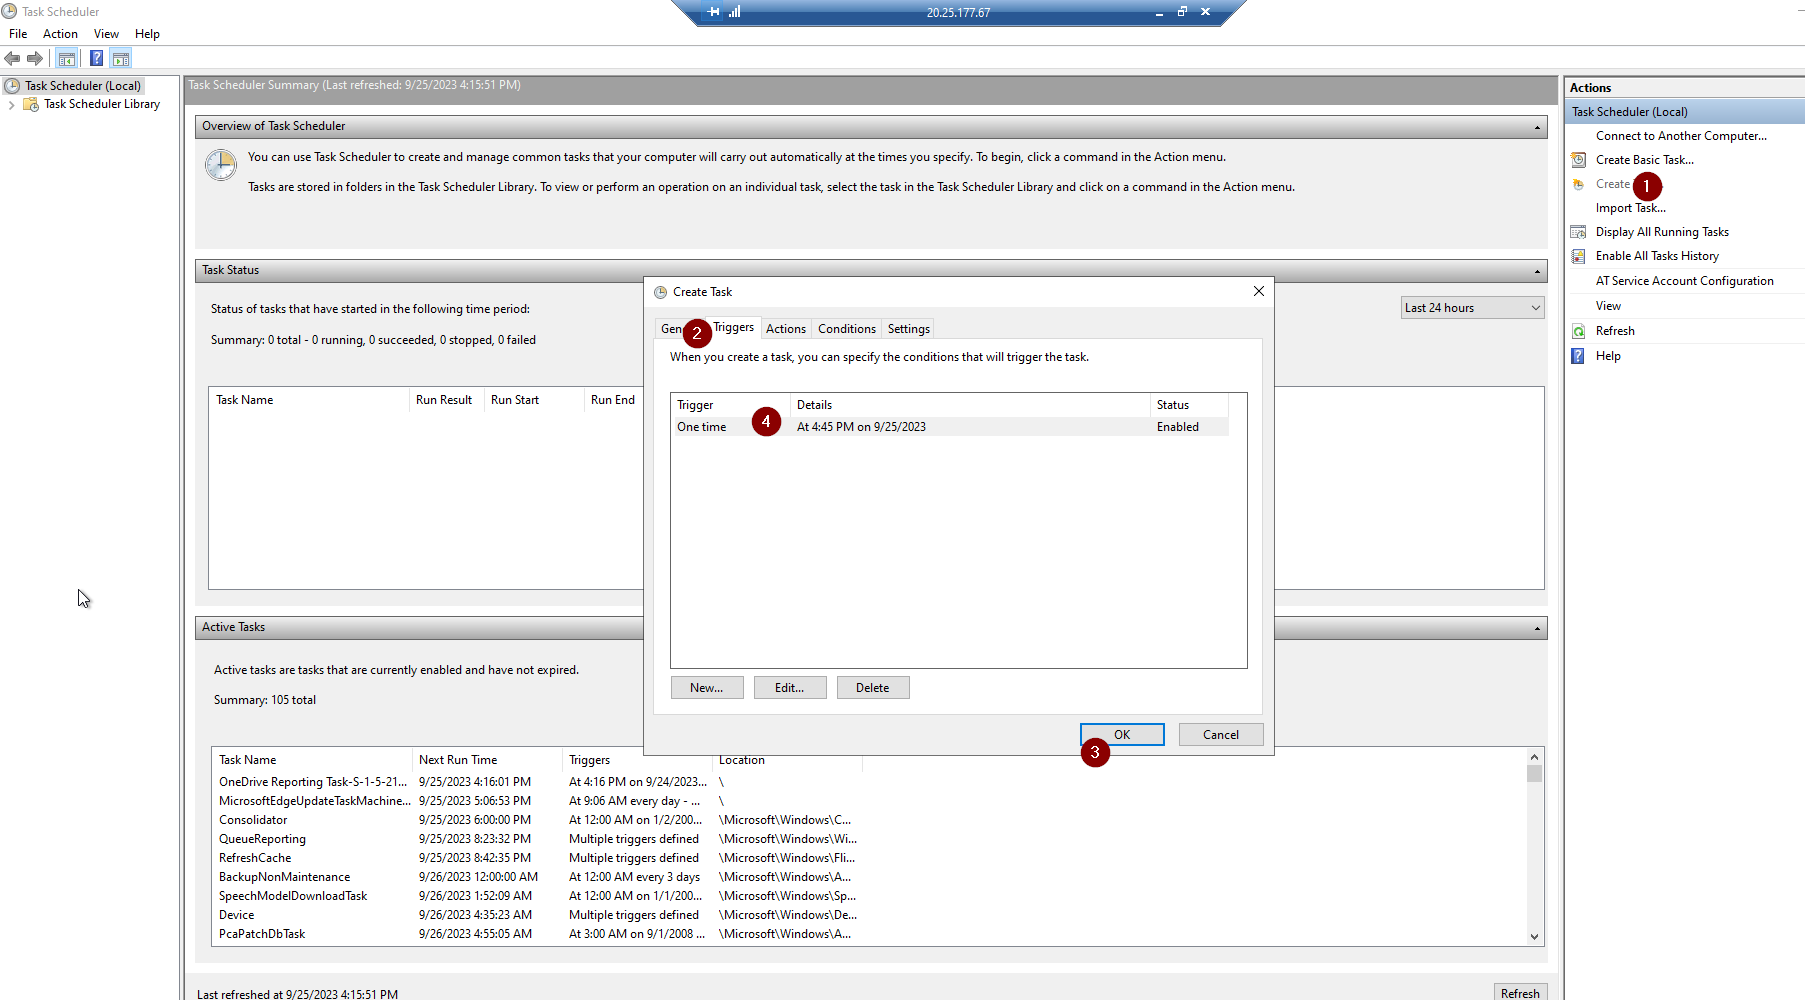 Task Scheduler
20.25.177.67
File Action View Help
Task Scheduler (Local)
Task Scheduler Library
Task Scheduler Summary (Last refreshed: 9/25/2023 4:15:51 PM)
Overview of Task Scheduler
You can use Task Scheduler to create and manage common tasks that your computer will carry out automatically at the times you specify. To begin, click a command in the Action menu.
Tasks are stored in folders in the Task Scheduler Library. To view or perform an operation on an individual task, select the task in the Task Scheduler Library and click on a command in the Action menu.
Task Status
Status of tasks that have started in the following time period:
Last 24 hours
Summary: 0 total - 0 running, 0 succeeded, 0 stopped, 0 failed
Task Name Run Result Run Start Run End
Create Task
Gen 2 Triggers Actions Conditions Settings
When you create a task, you can specify the conditions that will trigger the task.
Trigger Details Status
One time 4 At 4:45 PM on 9/25/2023 Enabled
New... Edit... Delete
OK Cancel
3
Active Tasks
Active tasks are tasks that are currently enabled and have not expired.
Summary: 105 total
Task Name Next Run Time Triggers Location
OneDrive Reporting Task-S-1-5-21... 9/25/2023 4:16:01 PM At 4:16 PM on 9/24/2023... \
MicrosoftEdgeUpdateTaskMachine... 9/25/2023 5:06:53 PM At 9:06 AM every day - ... \
Consolidator 9/25/2023 6:00:00 PM At 12:00 AM on 1/2/200... \Microsoft\Windows\C...
QueueReporting 9/25/2023 8:23:32 PM Multiple triggers defined \Microsoft\Windows\Wi...
RefreshCache 9/25/2023 8:42:35 PM Multiple triggers defined \Microsoft\Windows\Fli...
BackupNonMaintenance 9/26/2023 12:00:00 AM At 12:00 AM every 3 days \Microsoft\Windows\A...
SpeechModelDownloadTask 9/26/2023 1:52:09 AM At 12:00 AM on 1/1/200... \Microsoft\Windows\Sp...
Device 9/26/2023 4:35:23 AM Multiple triggers defined \Microsoft\Windows\De...
PcaPatchDbTask 9/26/2023 4:55:05 AM At 3:00 AM on 9/1/2008 ... \Microsoft\Windows\A...
Last refreshed at 9/25/2023 4:15:51 PM
Refresh
Actions
Task Scheduler (Local)
Connect to Another Computer...
Create Basic Task...
Create 1
Import Task...
Display All Running Tasks
Enable All Tasks History
AT Service Account Configuration
View
Refresh
Help